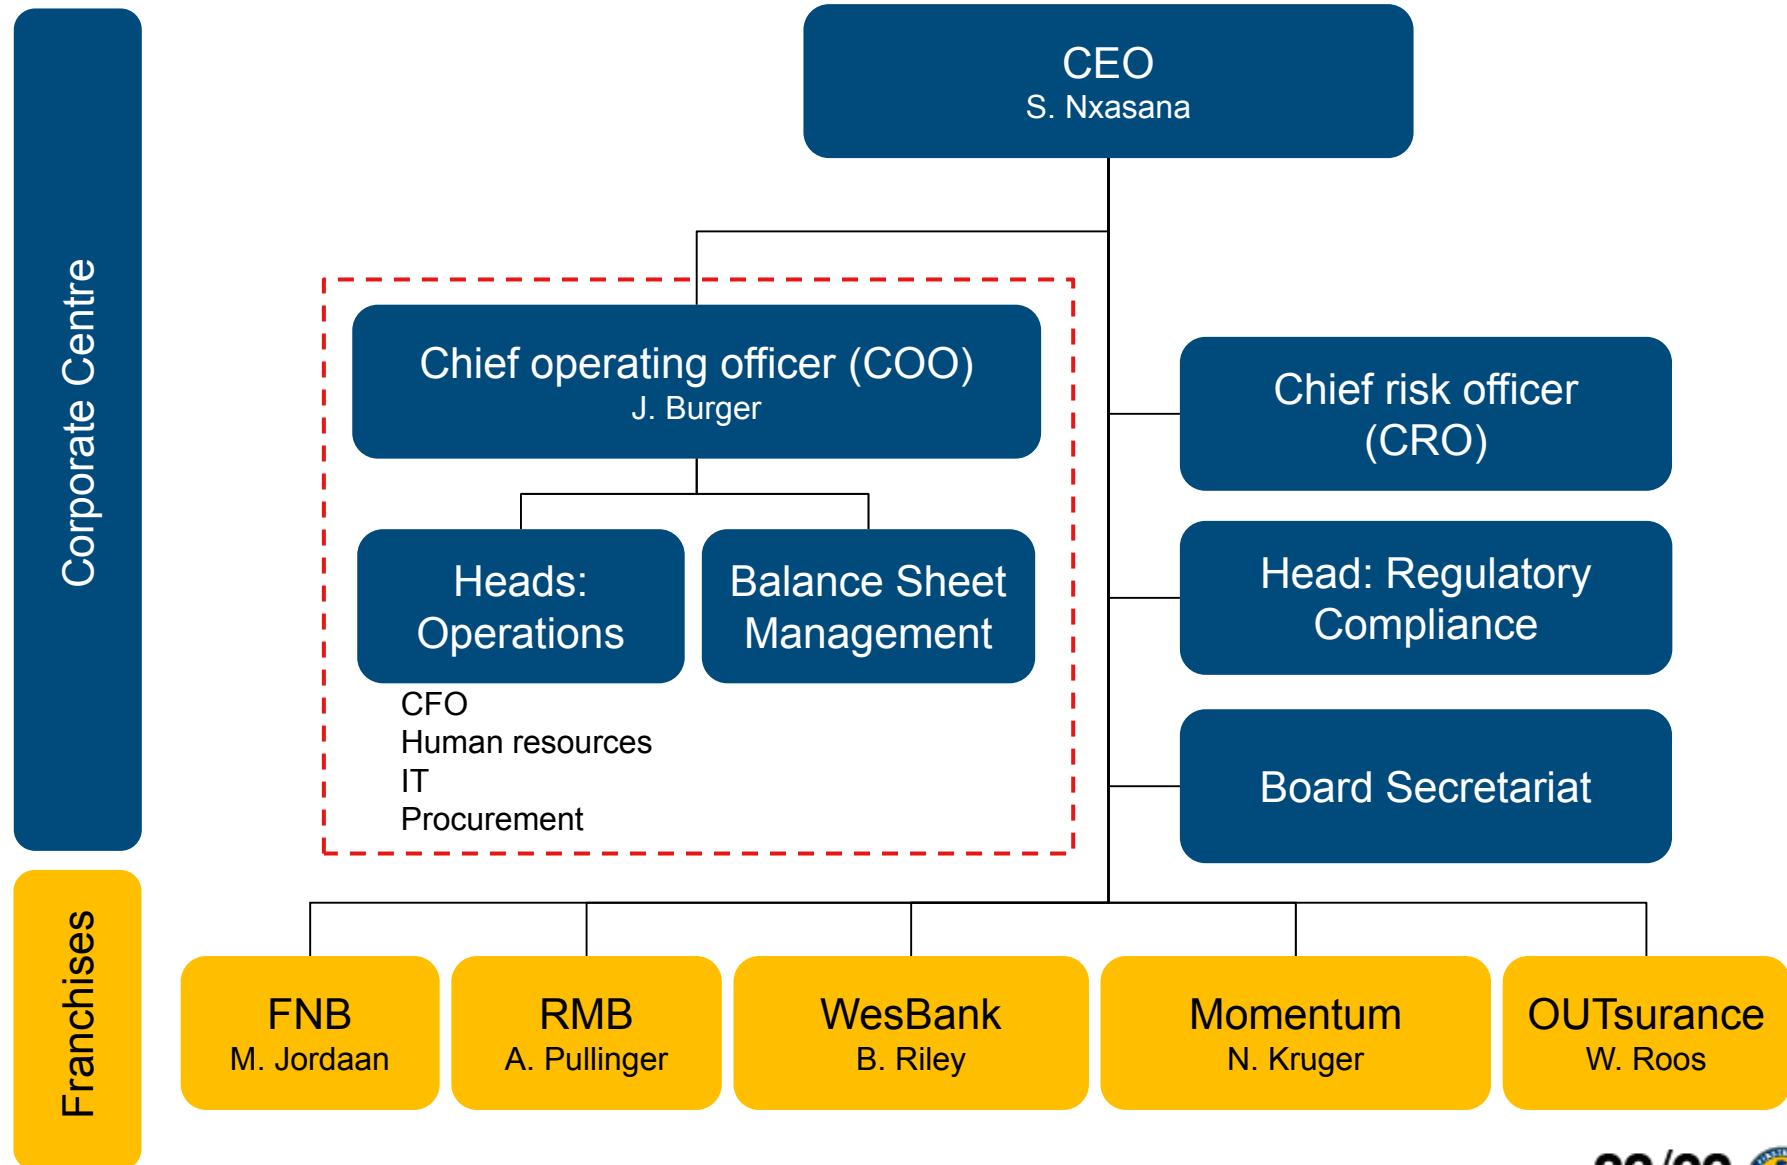 Corporate Centre
CEO
S. Nxasana
Chief operating officer (COO)
J. Burger
Chief risk officer
(CRO)
Heads:
Operations
Balance Sheet
Management
Head: Regulatory
Compliance
CFO
Human resources
IT
Procurement
Board Secretariat
Franchises
FNB
M. Jordaan
RMB
A. Pullinger
WesBank
B. Riley
Momentum
N. Kruger
OUTsurance
W. Roos